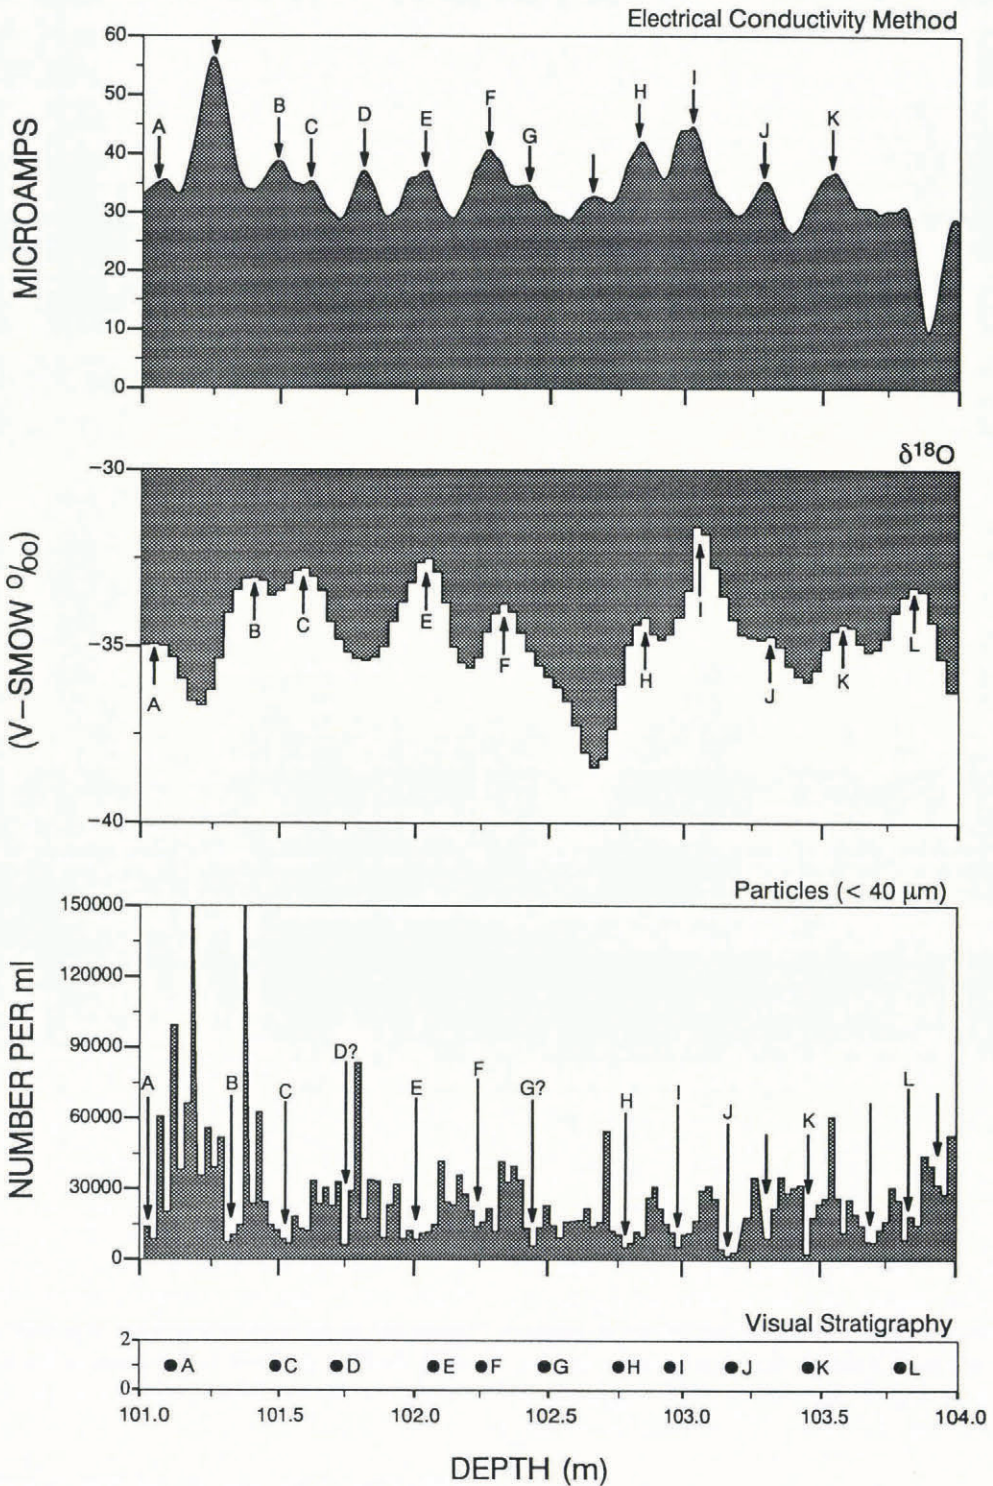 Electrical Conductivity Method
MICROAMPS
60
50
40
30
20
10
0
A
B
C
D
E
F
G
H
I
J
K
δ18O
(V–SMOW ‰)
–30
–35
–40
A
B
C
E
F
H
I
J
K
L
Particles (< 40 μm)
NUMBER PER ml
150000
120000
90000
60000
30000
0
A
B
C
D?
E
F
G?
H
I
J
K
L
Visual Stratigraphy
2
1
0
A
C
D
E
F
G
H
I
J
K
L
101.0 101.5 102.0 102.5 103.0 103.5 104.0
DEPTH (m)